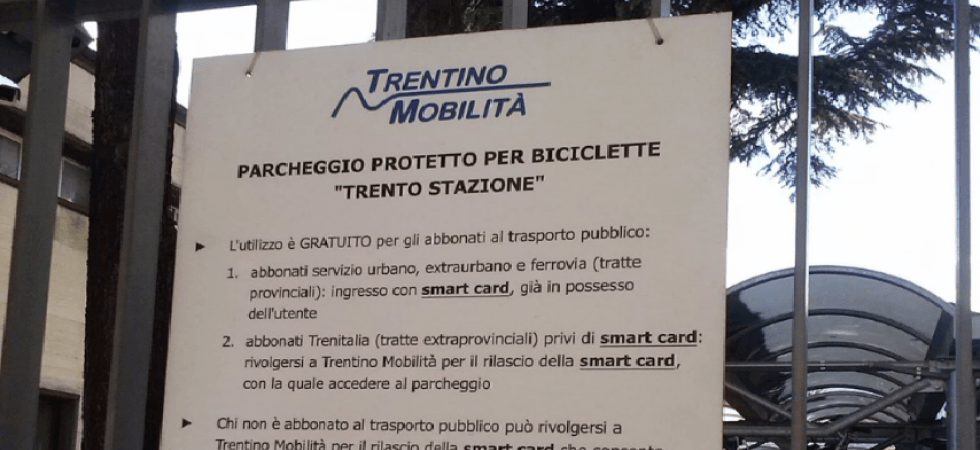 TRENTINO
MOBILITÀ
PARCHEGGIO PROTETTO PER BICICLETTE
"TRENTO STAZIONE"
► L'utilizzo è GRATUITO per gli abbonati al trasporto pubblico:
1. abbonati servizio urbano, extraurbano e ferrovia (tratte
provinciali): ingresso con smart card, già in possesso
dell'utente
2. abbonati Trenitalia (tratte extraprovinciali) privi di smart card:
rivolgersi a Trentino Mobilità per il rilascio della smart card,
con la quale accedere al parcheggio
► Chi non è abbonato al trasporto pubblico può rivolgersi a
Trentino Mobilità per il rilascio della smart card che consente